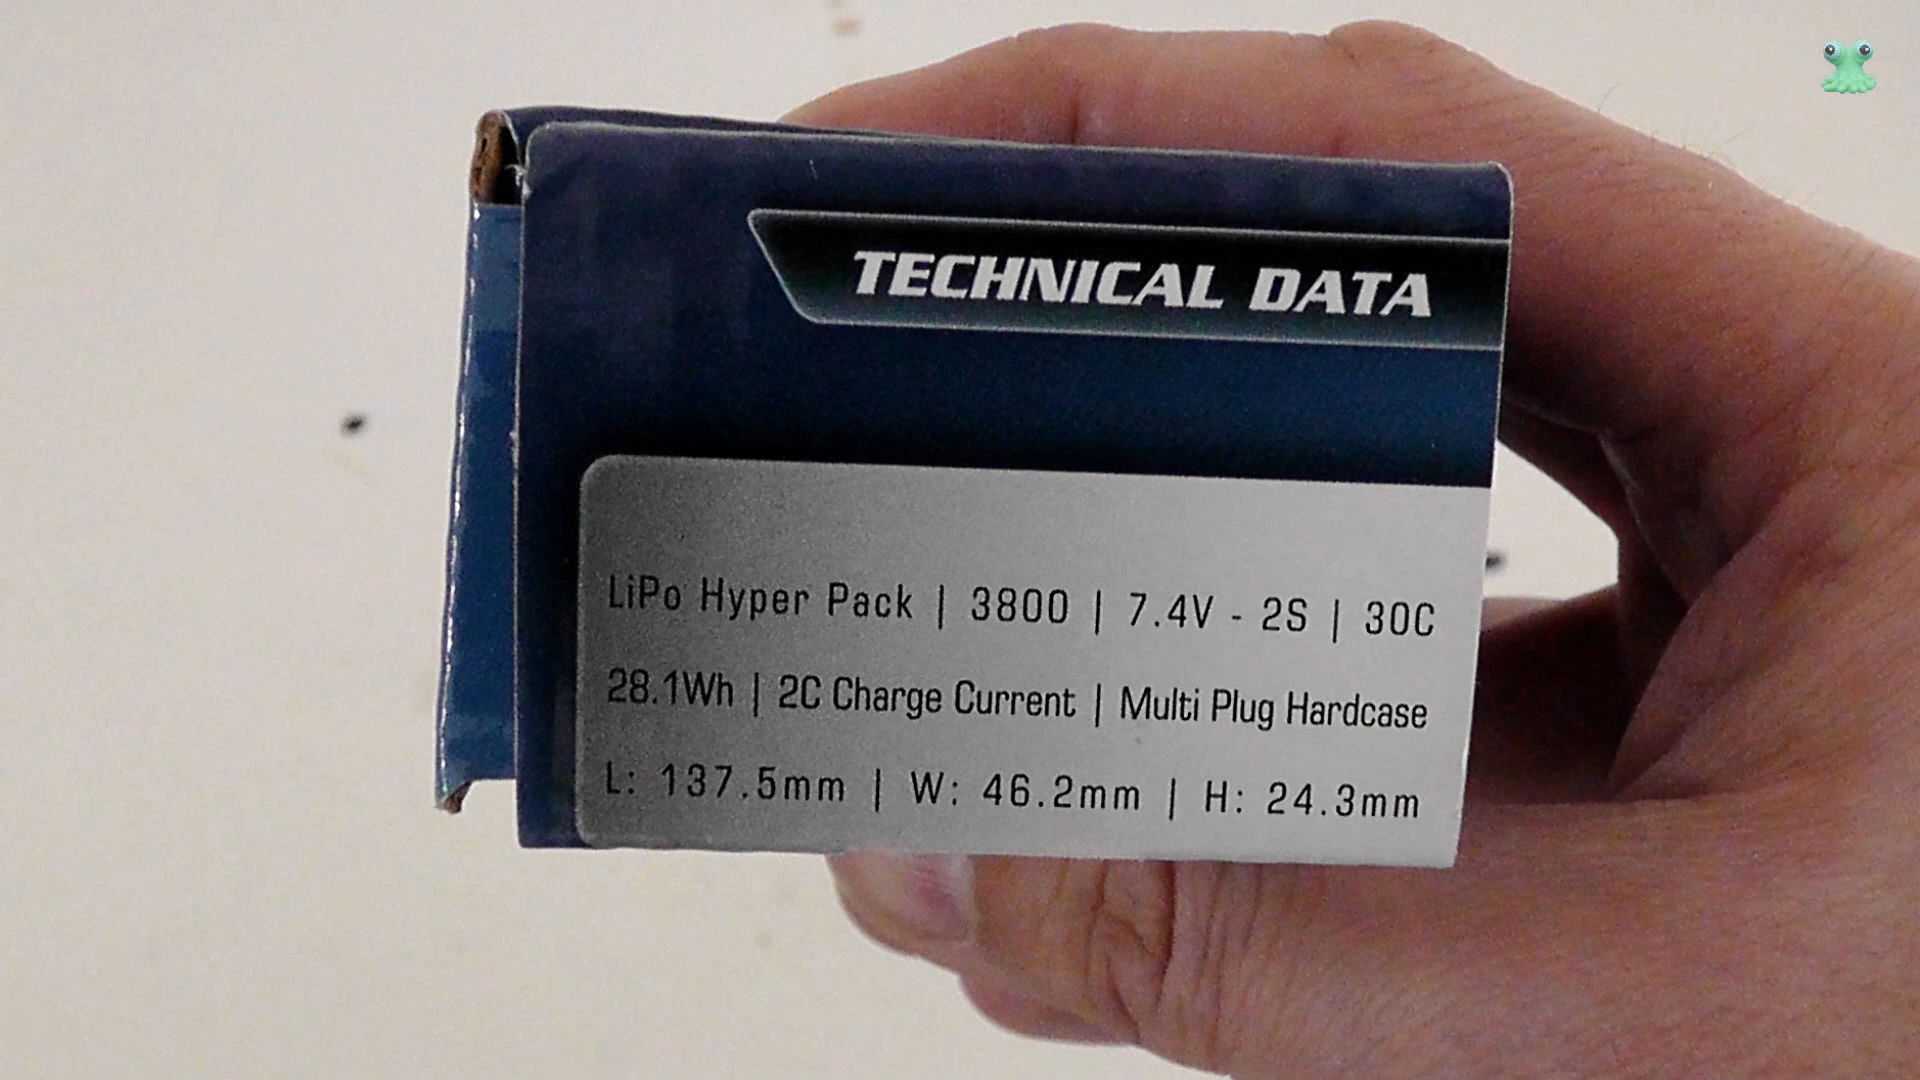 TECHNICAL DATA
LiPo Hyper Pack | 3800 | 7.4V - 2S | 30C
28.1Wh | 2C Charge Current | Multi Plug Hardcase
L: 137.5mm | W: 46.2mm | H: 24.3mm